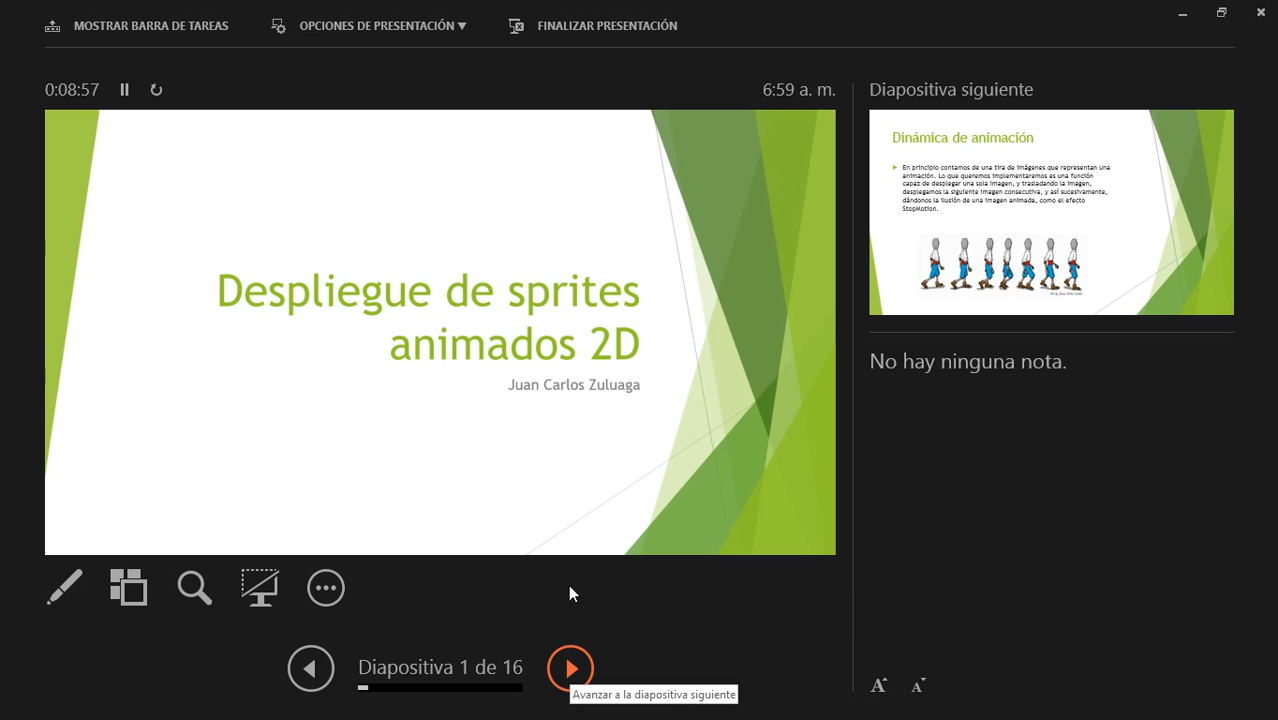 MOSTRAR BARRA DE TAREAS
OPCIONES DE PRESENTACIÓN ▼
FINALIZAR PRESENTACIÓN
0:08:57
6:59 a. m.
Despliegue de sprites
animados 2D
Juan Carlos Zuluaga
Diapositiva 1 de 16
Avanzar a la diapositiva siguiente
Diapositiva siguiente
Dinámica de animación
En principio contamos de una tira de imágenes que representan una
animación. Lo que queremos implementaremos es una función
capaz de desplegar una sola imagen, y trasladando la imagen,
desplegamos la siguiente imagen consecutiva, y así sucesivamente,
dándonos la ilusión de una imagen animada, como el efecto
StopMotion.
No hay ninguna nota.
A A